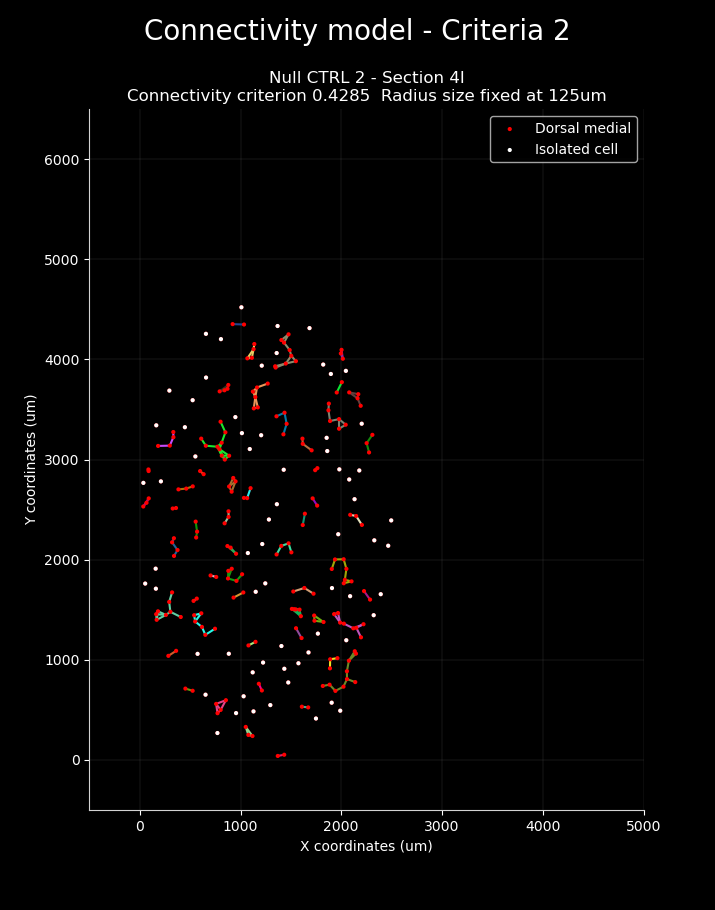 Connectivity model - Criteria 2
Null CTRL 2 - Section 4I
Connectivity criterion 0.4285  Radius size fixed at 125um
Dorsal medial
Isolated cell
6000
5000
4000
3000
2000
1000
0
Y coordinates (um)
0 1000 2000 3000 4000 5000
X coordinates (um)